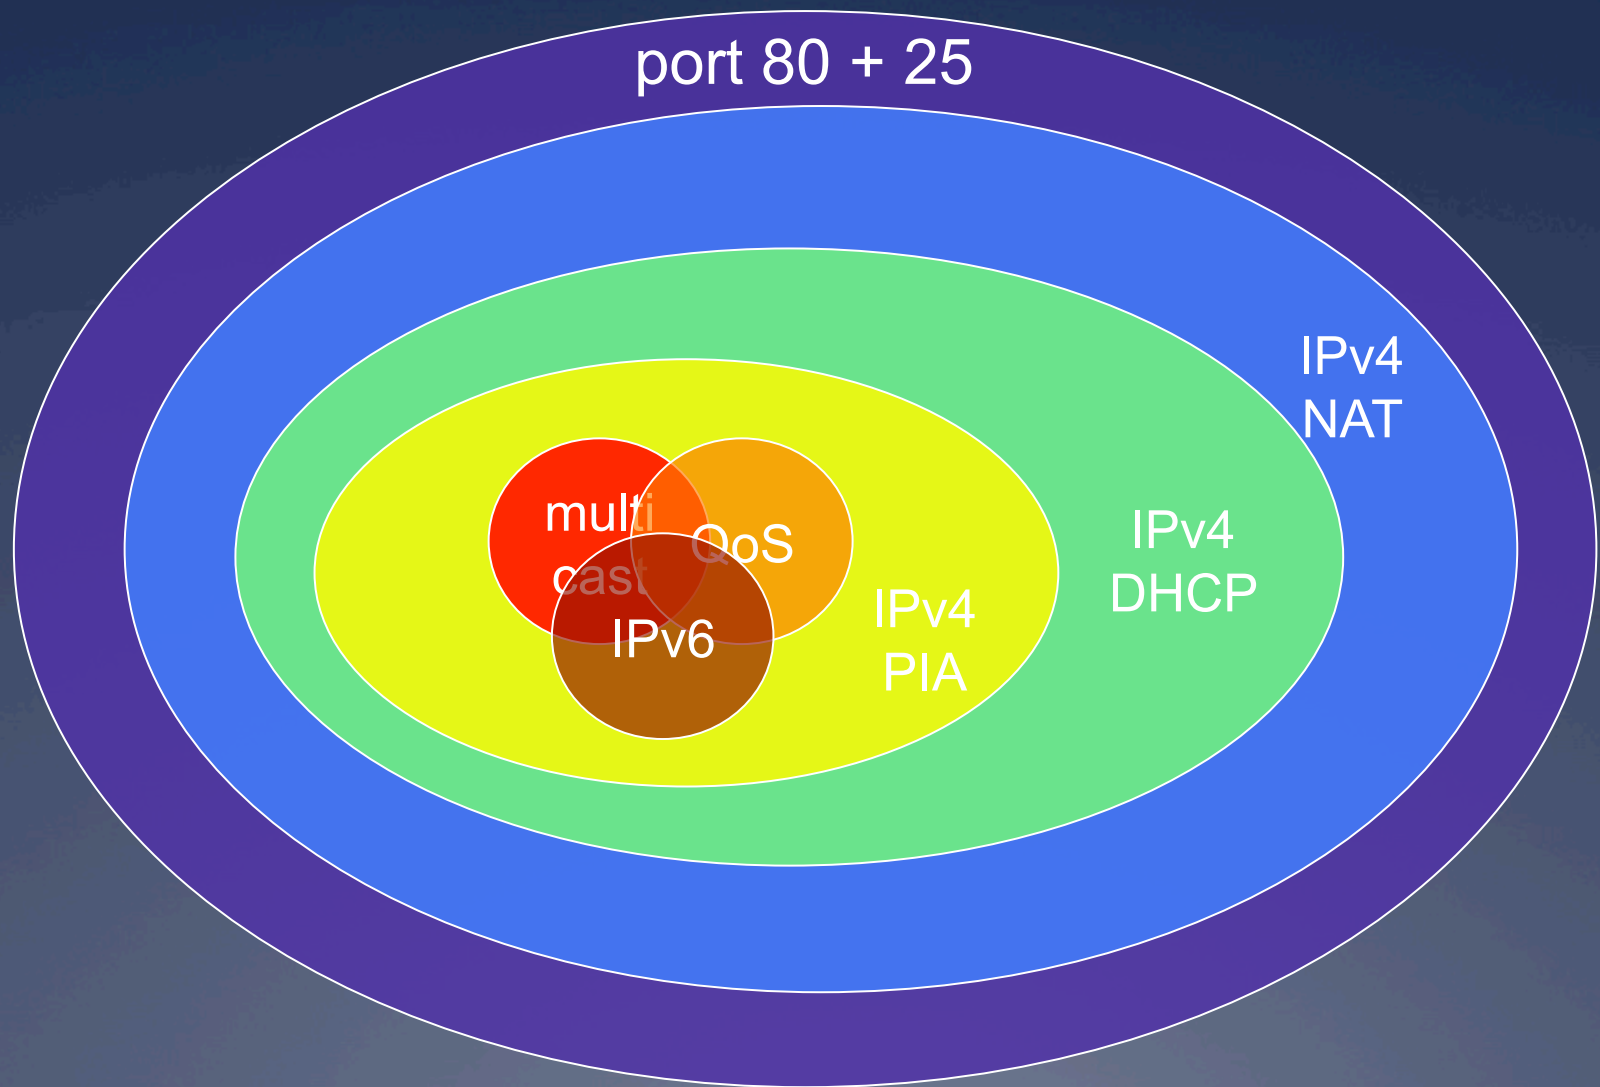 port 80 + 25
IPv4
NAT
IPv4
DHCP
multi
cast
QoS
IPv4
PIA
IPv6